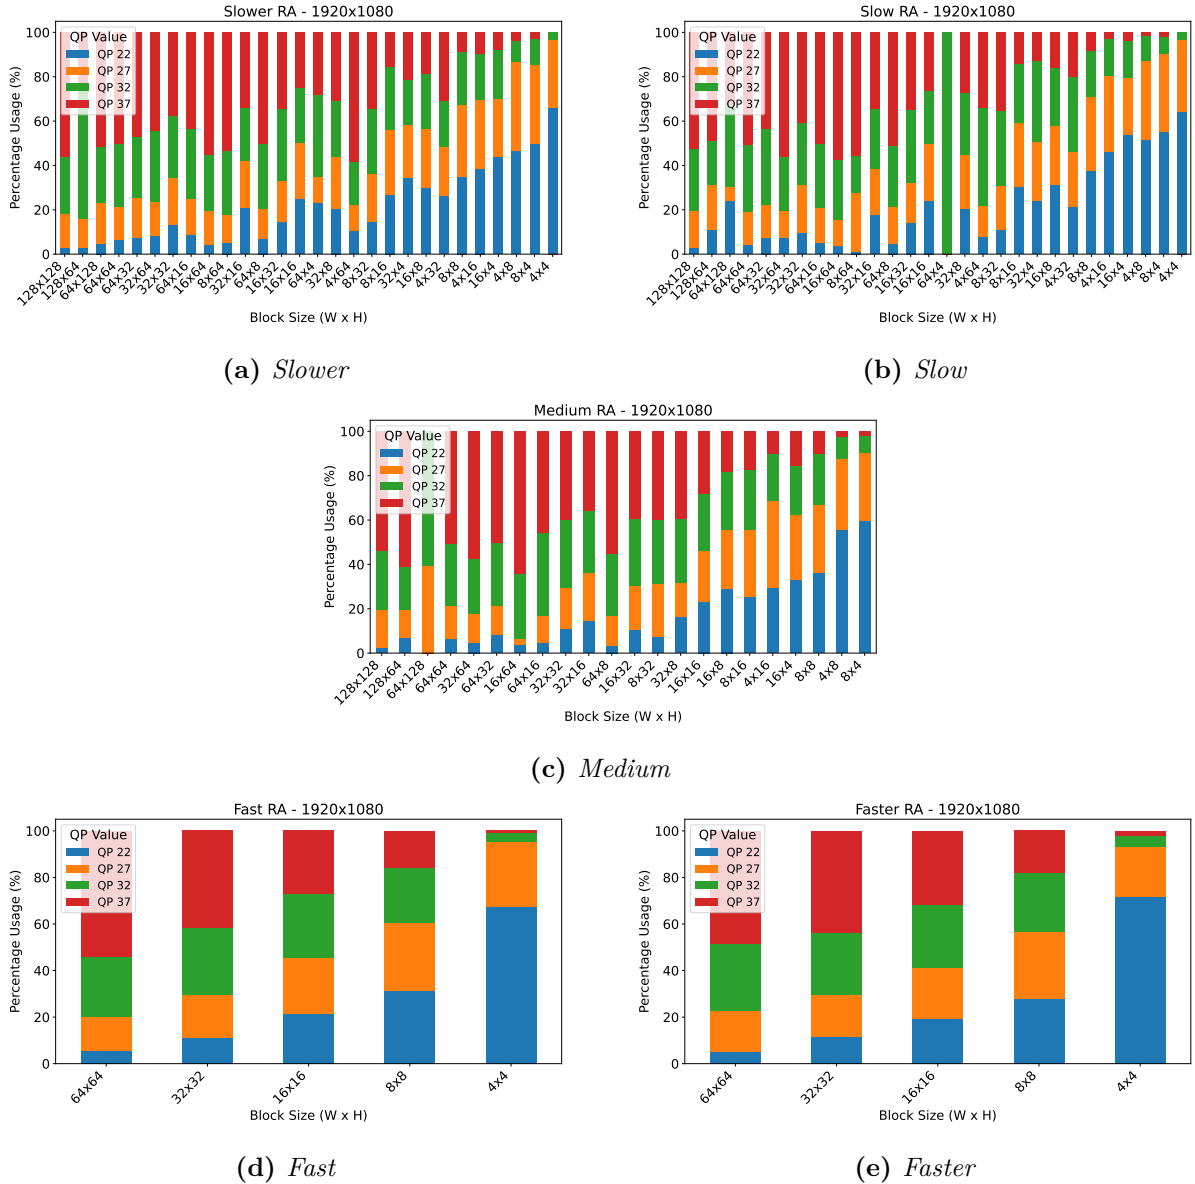 Slower RA - 1920x1080
Percentage Usage (%)
100
80
60
40
20
0
QP Value
QP 22
QP 27
QP 32
QP 37
128x128
128x64
64x128
64x64
64x32
32x64
32x32
64x16
16x64
8x64
32x16
64x8
16x32
16x16
64x4
32x8
4x64
8x32
8x16
32x4
16x8
4x32
8x8
4x16
16x4
4x8
8x4
4x4
Block Size (W x H)
(a) Slower
Slow RA - 1920x1080
Percentage Usage (%)
100
80
60
40
20
0
QP Value
QP 22
QP 27
QP 32
QP 37
128x128
128x64
64x128
64x64
64x32
32x64
32x32
64x16
16x64
8x64
32x16
64x8
16x32
16x16
64x4
32x8
4x64
8x32
8x16
32x4
16x8
4x32
8x8
4x16
16x4
4x8
8x4
4x4
Block Size (W x H)
(b) Slow
Medium RA - 1920x1080
Percentage Usage (%)
100
80
60
40
20
0
QP Value
QP 22
QP 27
QP 32
QP 37
128x128
128x64
64x128
64x64
32x64
64x32
16x64
64x16
32x32
32x16
64x8
16x32
8x32
32x8
16x16
16x8
8x16
4x16
16x4
8x8
4x8
8x4
Block Size (W x H)
(c) Medium
Fast RA - 1920x1080
Percentage Usage (%)
100
80
60
40
20
0
QP Value
QP 22
QP 27
QP 32
QP 37
64x64
32x32
16x16
8x8
4x4
Block Size (W x H)
(d) Fast
Faster RA - 1920x1080
Percentage Usage (%)
100
80
60
40
20
0
QP Value
QP 22
QP 27
QP 32
QP 37
64x64
32x32
16x16
8x8
4x4
Block Size (W x H)
(e) Faster